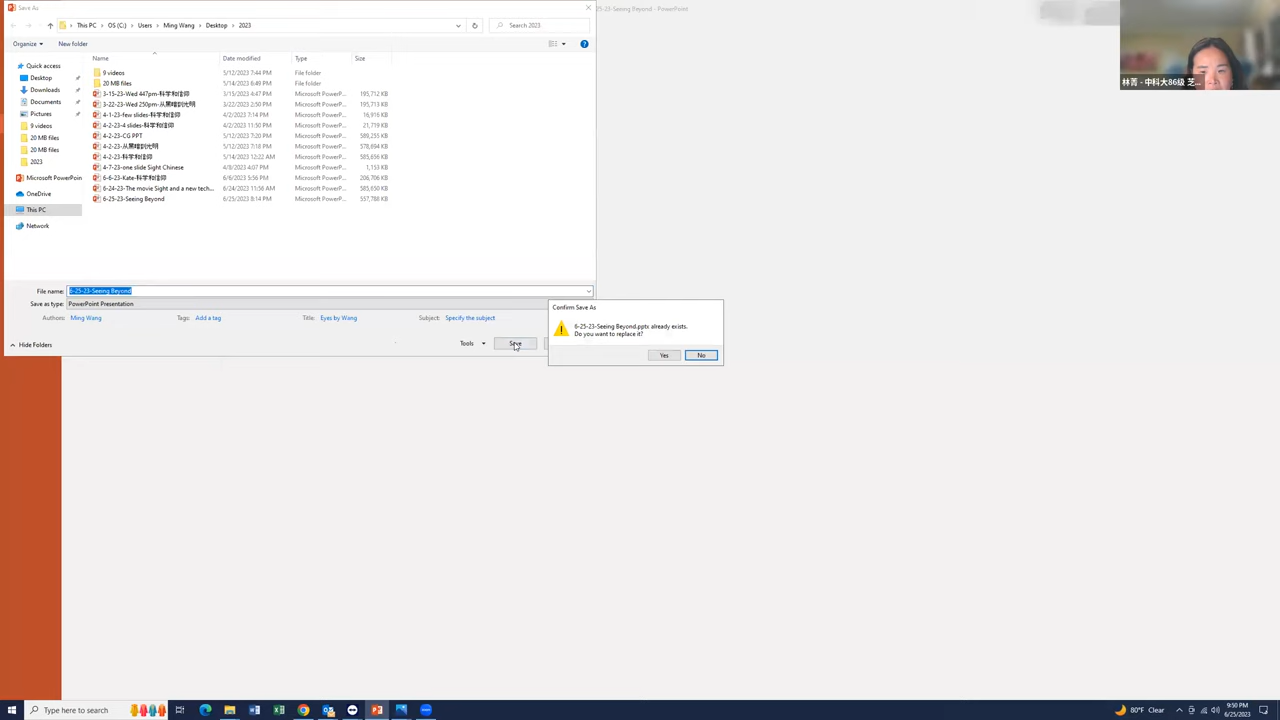 Save As
25-23-Seeing Beyond - PowerPoint
This PC > OS (C:) > Users > Ming Wang > Desktop > 2023
Search 2023
Organize
New folder
Name Date modified Type Size
Quick access
Desktop
Downloads
Documents
Pictures
9 videos
20 MB files
20 MB files
2023
Microsoft PowerPoin
OneDrive
This PC
Network
9 videos 5/12/2023 7:44 PM File folder
20 MB files 5/14/2023 6:49 PM File folder
3-15-23-Wed 447pm-科学和信仰 3/15/2023 4:47 PM Microsoft PowerP... 195,712 KB
3-22-23-Wed 250pm-从黑暗到光明 3/22/2023 2:50 PM Microsoft PowerP... 195,713 KB
4-1-23-few slides-科学和信仰 4/2/2023 7:14 PM Microsoft PowerP... 16,916 KB
4-2-23-4 slides-科学和信仰 4/2/2023 11:50 PM Microsoft PowerP... 21,719 KB
4-2-23-CG PPT 5/12/2023 7:20 PM Microsoft PowerP... 589,235 KB
4-2-23-从黑暗到光明 5/12/2023 7:18 PM Microsoft PowerP... 578,694 KB
4-2-23-科学和信仰 5/14/2023 12:22 AM Microsoft PowerP... 585,656 KB
4-7-23-one slide Sight Chinese 4/8/2023 4:07 PM Microsoft PowerP... 1,153 KB
6-6-23-Kate-科学和信仰 6/6/2023 5:56 PM Microsoft PowerP... 206,706 KB
6-24-23-The movie Sight and a new tech... 6/24/2023 11:56 AM Microsoft PowerP... 585,650 KB
6-25-23-Seeing Beyond 6/25/2023 8:14 PM Microsoft PowerP... 557,788 KB
File name: 6-25-23-Seeing Beyond
Save as type: PowerPoint Presentation
Authors: Ming Wang Tags: Add a tag Title: Eyes by Wang Subject: Specify the subject
Hide Folders
Tools
Save
Confirm Save As
6-25-23-Seeing Beyond.pptx already exists.
Do you want to replace it?
Yes
No
林菁 - 中科大86级 芝...
Type here to search
80°F Clear
9:50 PM
6/25/2023